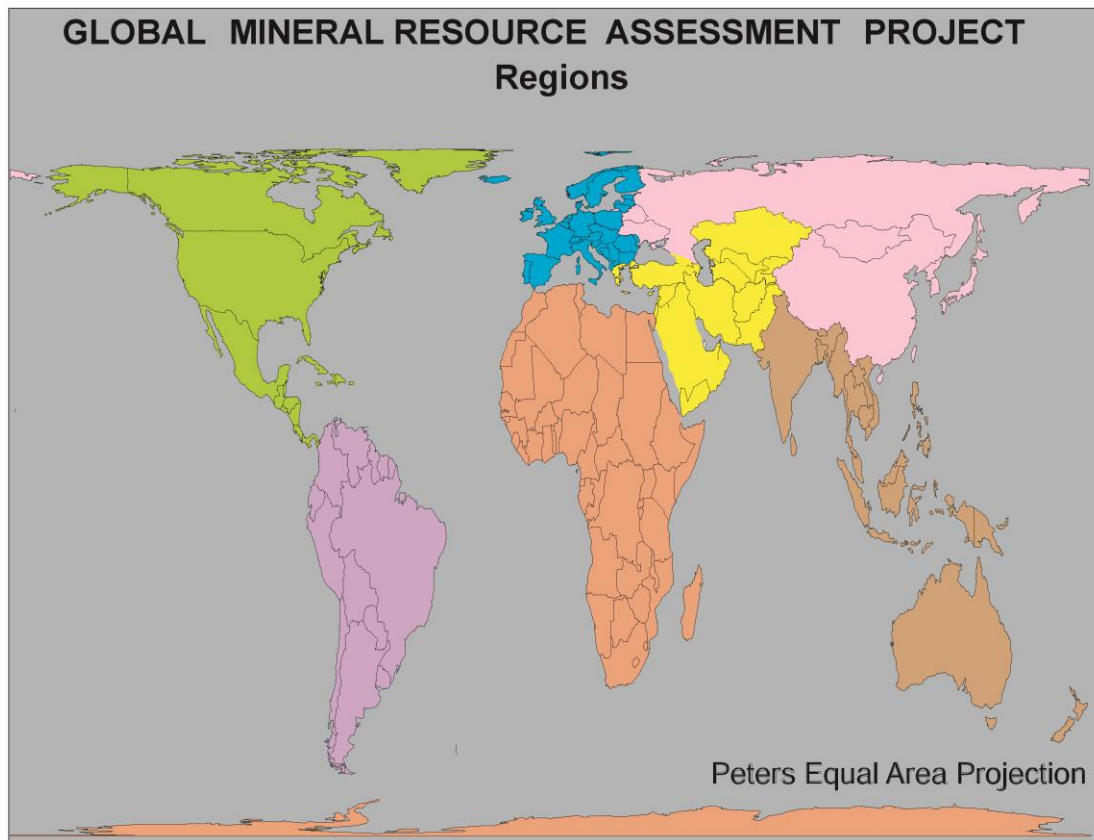 GLOBAL MINERAL RESOURCE ASSESSMENT PROJECT
Regions
Peters Equal Area Projection